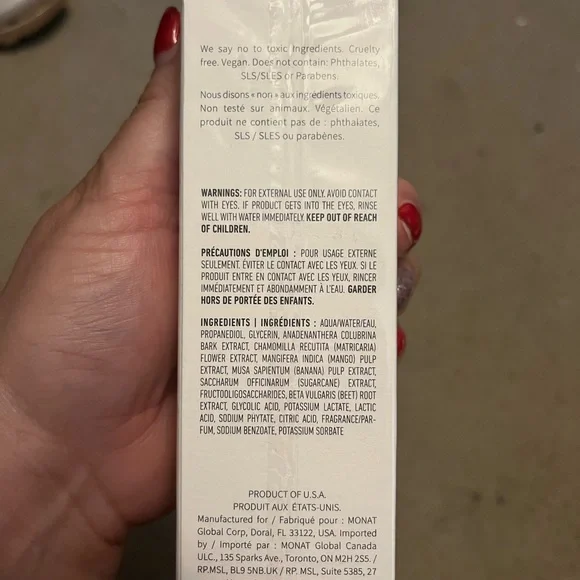 We say no to toxic Ingredients. Cruelty
free. Vegan. Does not contain: Phthalates,
SLS/SLES or Parabens.
Nous disons « non » aux ingrédients toxiques.
Non testé sur animaux. Végétalien. Ce
produit ne contient pas de : phthalates,
SLS / SLES ou parabènes.
WARNINGS: FOR EXTERNAL USE ONLY. AVOID CONTACT
WITH EYES. IF PRODUCT GETS INTO THE EYES, RINSE
WELL WITH WATER IMMEDIATELY. KEEP OUT OF REACH
OF CHILDREN.
PRÉCAUTIONS D'EMPLOI : POUR USAGE EXTERNE
SEULEMENT. ÉVITER LE CONTACT AVEC LES YEUX. SI LE
PRODUIT ENTRE EN CONTACT AVEC LES YEUX, RINCER
IMMÉDIATEMENT ET ABONDAMMENT À L'EAU. GARDER
HORS DE PORTÉE DES ENFANTS.
INGREDIENTS | INGRÉDIENTS : AQUA/WATER/EAU,
PROPANEDIOL, GLYCERIN, ANADENANTHERA COLUBRINA
BARK EXTRACT, CHAMOMILLA RECUTITA (MATRICARIA)
FLOWER EXTRACT, MANGIFERA INDICA (MANGO) PULP
EXTRACT, MUSA SAPIENTUM (BANANA) PULP EXTRACT,
SACCHARUM OFFICINARUM (SUGARCANE) EXTRACT,
FRUCTOOLIGOSACCHARIDES, BETA VULGARIS (BEET) ROOT
EXTRACT, GLYCOLIC ACID, POTASSIUM LACTATE, LACTIC
ACID, SODIUM PHYTATE, CITRIC ACID, FRAGRANCE/PAR-
FUM, SODIUM BENZOATE, POTASSIUM SORBATE
PRODUCT OF U.S.A.
PRODUIT AUX ÉTATS-UNIS.
Manufactured for / Fabriqué pour : MONAT
Global Corp, Doral, FL 33122, USA. Imported
by / Importé par : MONAT Global Canada
ULC., 135 Sparks Ave., Toronto, ON M2H 2S5. /
RP.MSL, BL9 5NB.UK / RP. MSL, Suite 5385, 27